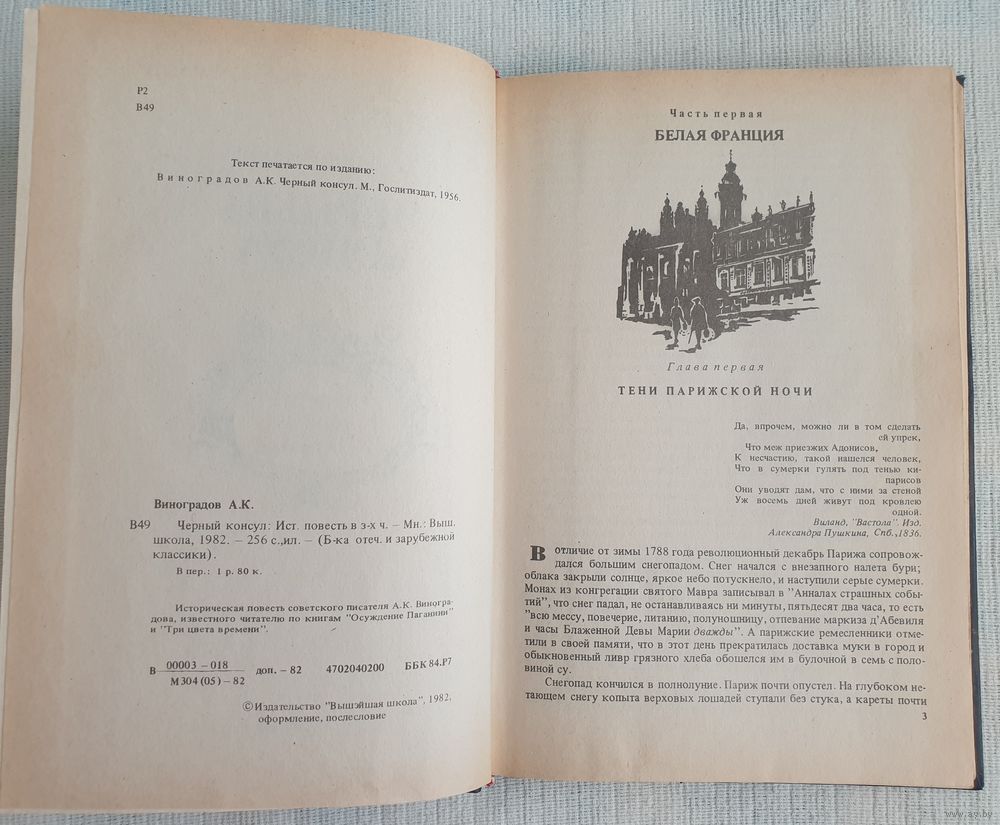 Р2
В49
Текст печатается по изданию:
Виноградов А.К. Черный консул. М., Гослитиздат, 1956.
Виноградов А.К.
В49 Черный консул: Ист. повесть в 3-х ч. – Мн.: Выш.
школа, 1982. – 256 с.,ил. – (Б-ка отеч. и зарубежной
классики).
В пер.: 1 р. 80 к.
Историческая повесть советского писателя А.К. Виногра-
дова, известного читателю по книгам "Осуждение Паганини"
и "Три цвета времени".
В 00003 – 018 доп. – 82 4702040200 ББК 84.Р7
М304 (05) – 82
©Издательство "Вышэйшая школа", 1982,
оформление, послесловие
Часть первая
БЕЛАЯ ФРАНЦИЯ
Глава первая
ТЕНИ ПАРИЖСКОЙ НОЧИ
Да, впрочем, можно ли в том сделать
ей упрек,
Что меж приезжих Адонисов,
К несчастию, такой нашелся человек,
Что в сумерки гулять под тенью ки-
парисов
Они уводят дам, что с ними за стеной
Уж восемь дней живут под кровлею
одной.
Виланд, "Вастола". Изд.
Александра Пушкина, Спб.,1836.
В отличие от зимы 1788 года революционный декабрь Парижа сопровож-
дался большим снегопадом. Снег начался с внезапного налета бури;
облака закрыли солнце, яркое небо потускнело, и наступили серые сумерки.
Монах из конгрегации святого Мавра записывал в "Анналах страшных собы-
тий", что снег падал, не останавливаясь ни минуты, пятьдесят два часа, то есть
"всю мессу, повечерие, литанию, полуношницу, отпевание маркиза д'Абевиля
и часы Блаженной Девы Марии дважды". А парижские ремесленники отме-
тили в своей памяти, что в этот день прекратилась доставка муки в город и
обыкновенный ливр грязного хлеба обошелся им в булочной в семь с поло-
виной су.
Снегопад кончился в полнолуние. Париж почти опустел. На глубоком не-
тающем снегу копыта верховых лошадей ступали без стука, а кареты почти
3
www.ay.by